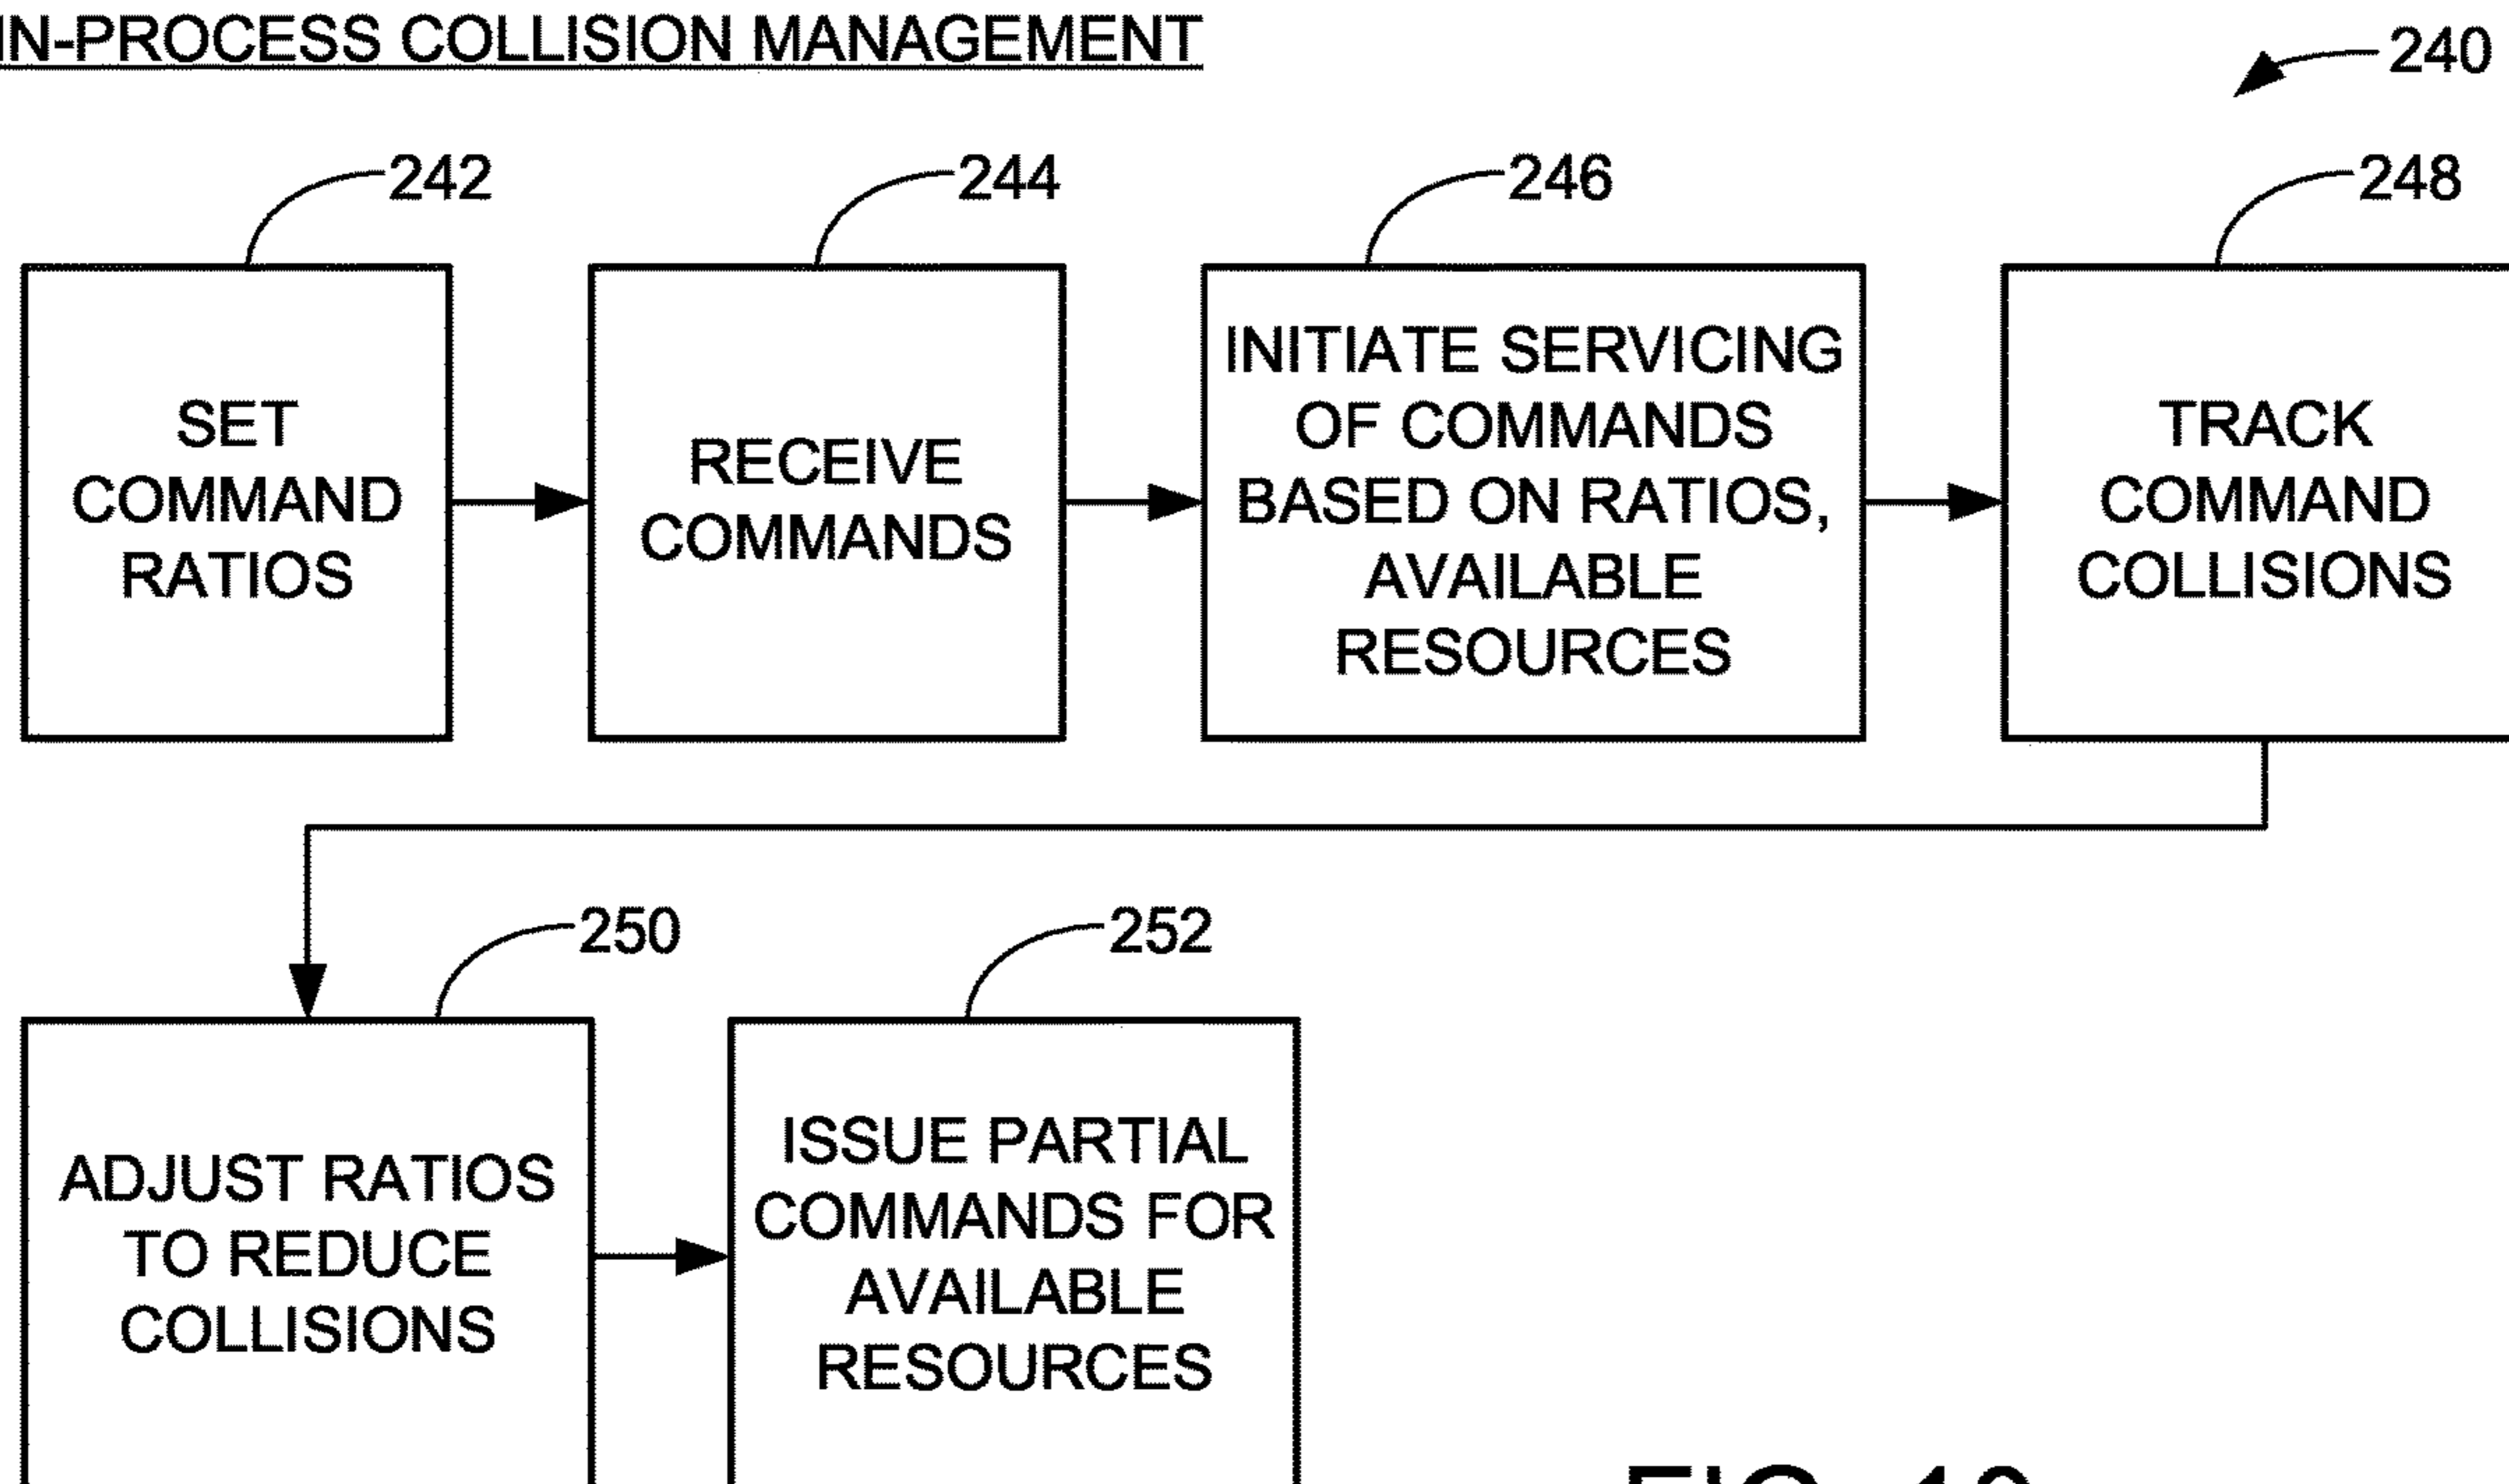 IN-PROCESS COLLISION MANAGEMENT
240
242
244
246
248
SET
COMMAND
RATIOS
RECEIVE
COMMANDS
INITIATE SERVICING
OF COMMANDS
BASED ON RATIOS,
AVAILABLE
RESOURCES
TRACK
COMMAND
COLLISIONS
250
252
ADJUST RATIOS
TO REDUCE
COLLISIONS
ISSUE PARTIAL
COMMANDS FOR
AVAILABLE
RESOURCES